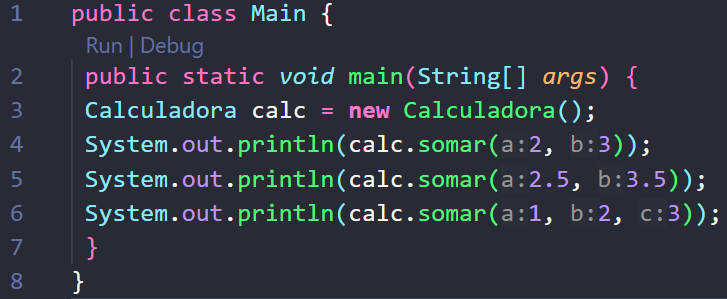 1 public class Main {
Run | Debug
2 public static void main(String[] args) {
3 Calculadora calc = new Calculadora();
4 System.out.println(calc.somar(a:2, b:3));
5 System.out.println(calc.somar(a:2.5, b:3.5));
6 System.out.println(calc.somar(a:1, b:2, c:3));
7 }
8 }